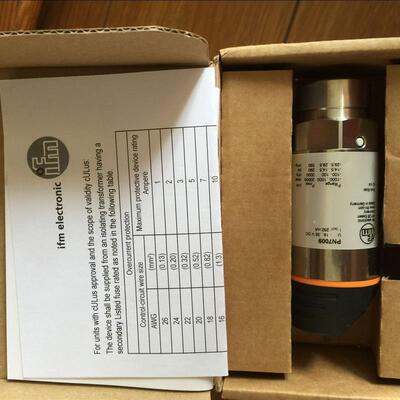 ifm
ifm electronic
For units with cULus approval and the scope of validity cULus:
The device shall be supplied from an isolating transformer having a
secondary Listed fuse rated as noted in the following table.
Overcurrent protection
Control-circuit wire size Maximum protective device rating
AWG (mm²) Ampere
26 (0.13) 1
24 (0.20) 2
22 (0.32) 3
20 (0.52) 5
18 (0.82) 7
16 (1.3) 10
ifm
PN7009